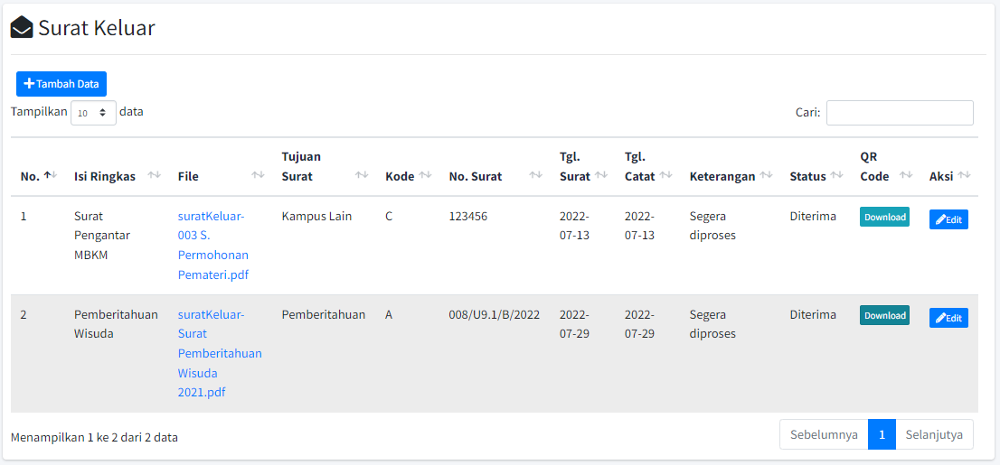 Surat Keluar
Tambah Data
Tampilkan 10 data
Cari:
No. Isi Ringkas File Tujuan Surat Kode No. Surat Tgl. Surat Tgl. Catat Keterangan Status QR Code Aksi
1 Surat Pengantar MBKM suratKeluar-003 S. Permohonan Pemateri.pdf Kampus Lain C 123456 2022-07-13 2022-07-13 Segera diproses Diterima Download Edit
2 Pemberitahuan Wisuda suratKeluar-Surat Pemberitahuan Wisuda 2021.pdf Pemberitahuan A 008/U9.1/B/2022 2022-07-29 2022-07-29 Segera diproses Diterima Download Edit
Menampilkan 1 ke 2 dari 2 data
Sebelumnya 1 Selanjutya